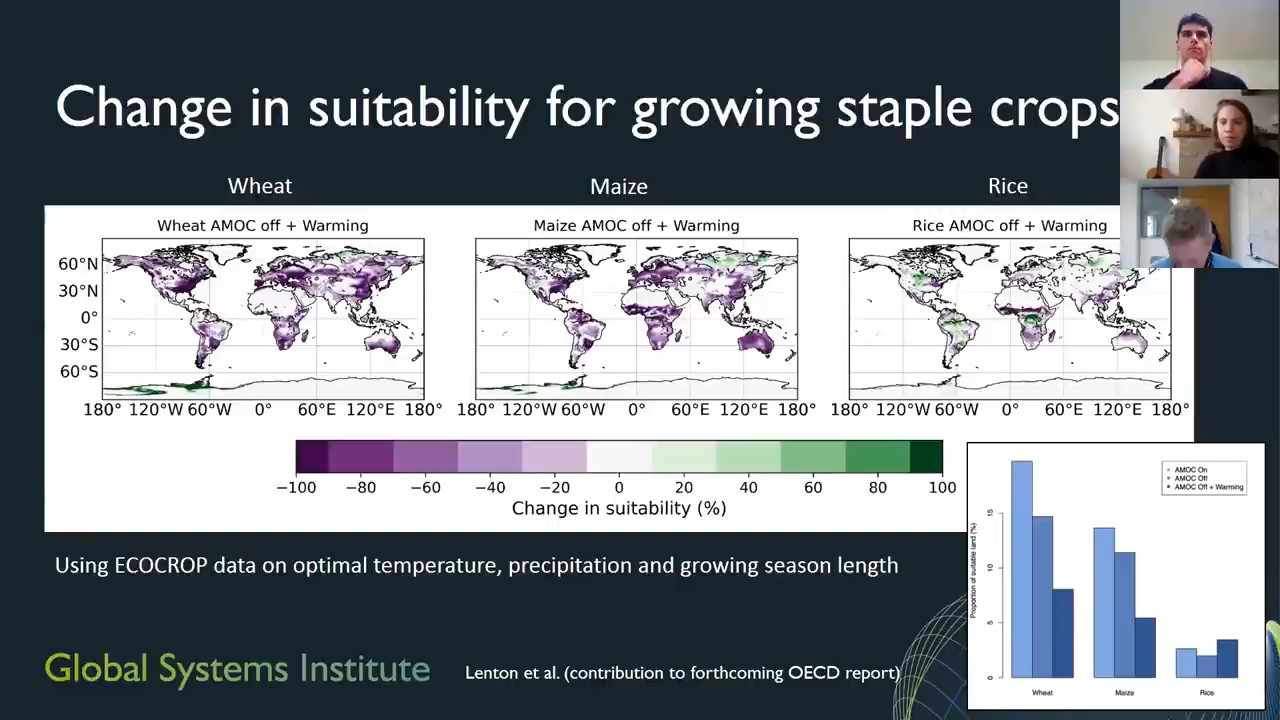 Change in suitability for growing staple crops
Wheat Maize Rice
Wheat AMOC off + Warming Maize AMOC off + Warming Rice AMOC off + Warming
60°N
30°N
0°
30°S
60°S
180° 120°W 60°W 0° 60°E 120°E 180° 180° 120°W 60°W 0° 60°E 120°E 180° 180° 120°W 60°W 0° 60°E 120°E 180°
−100 −80 −60 −40 −20 0 20 40 60 80 100
Change in suitability (%)
AMOC On
AMOC Off
AMOC Off + Warming
Proportion of suitable land (%)
15
10
5
0
Wheat Maize Rice
Using ECOCROP data on optimal temperature, precipitation and growing season length
Global Systems Institute
Lenton et al. (contribution to forthcoming OECD report)